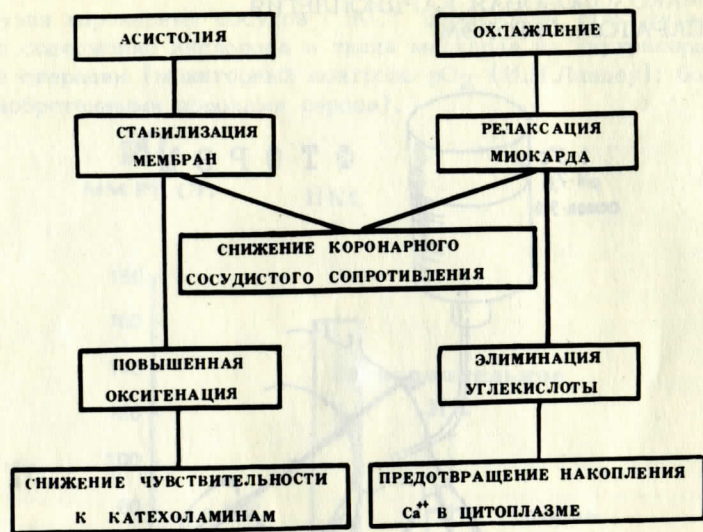 АСИСТОЛИЯ
ОХЛАЖДЕНИЕ
СТАБИЛИЗАЦИЯ
МЕМБРАН
РЕЛАКСАЦИЯ
МИОКАРДА
СНИЖЕНИЕ КОРОНАРНОГО
СОСУДИСТОГО СОПРОТИВЛЕНИЯ
ПОВЫШЕННАЯ
ОКСИГЕНАЦИЯ
ЭЛИМИНАЦИЯ
УГЛЕКИСЛОТЫ
СНИЖЕНИЕ ЧУВСТВИТЕЛЬНОСТИ
К КАТЕХОЛАМИНАМ
ПРЕДОТВРАЩЕНИЕ НАКОПЛЕНИЯ
Ca++ В ЦИТОПЛАЗМЕ